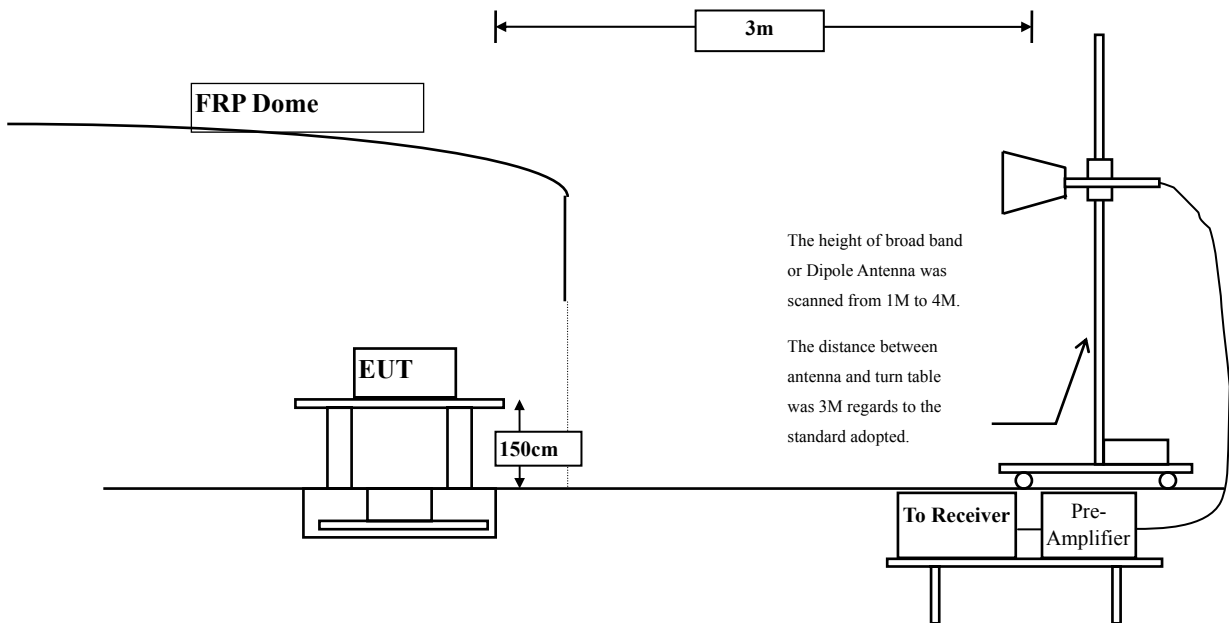 3m
FRP Dome
The height of broad band
or Dipole Antenna was
scanned from 1M to 4M.
The distance between
antenna and turn table
was 3M regards to the
standard adopted.
EUT
150cm
To Receiver
Pre-
Amplifier